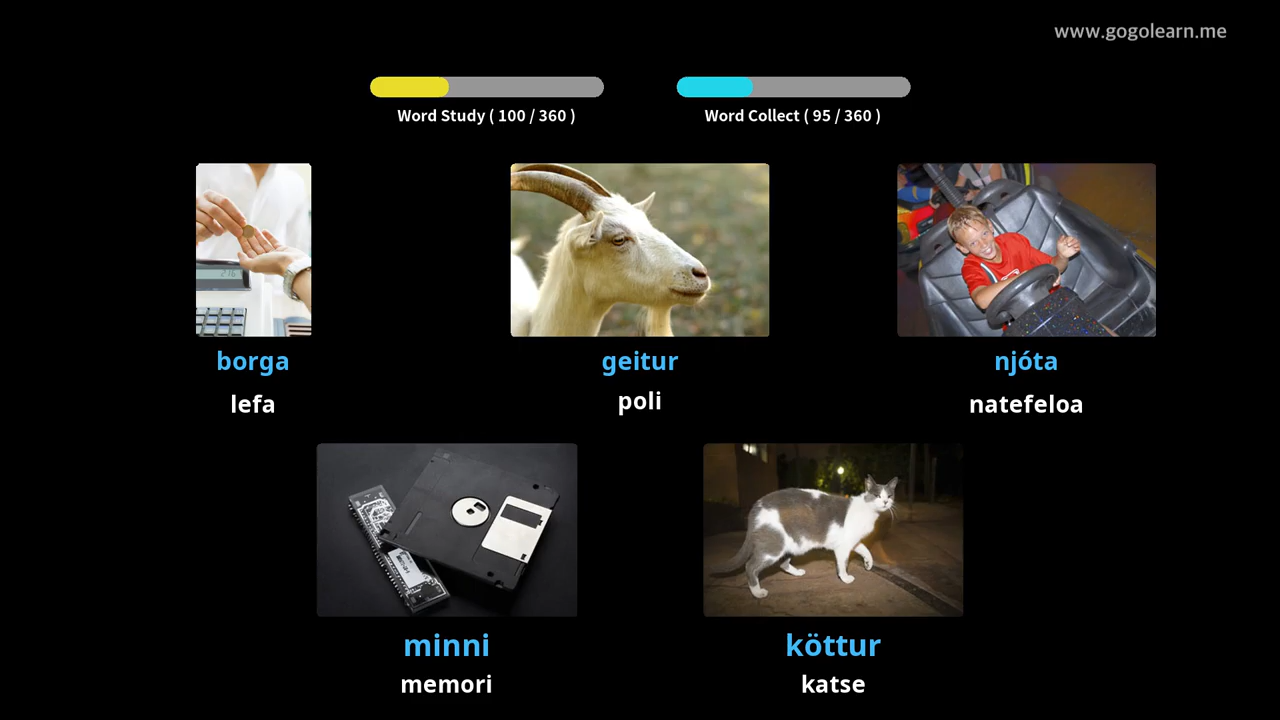 www.gogolearn.me
Word Study ( 100 / 360 )
Word Collect ( 95 / 360 )
borga
geitur
njóta
lefa
poli
natefeloa
minni
köttur
memori
katse